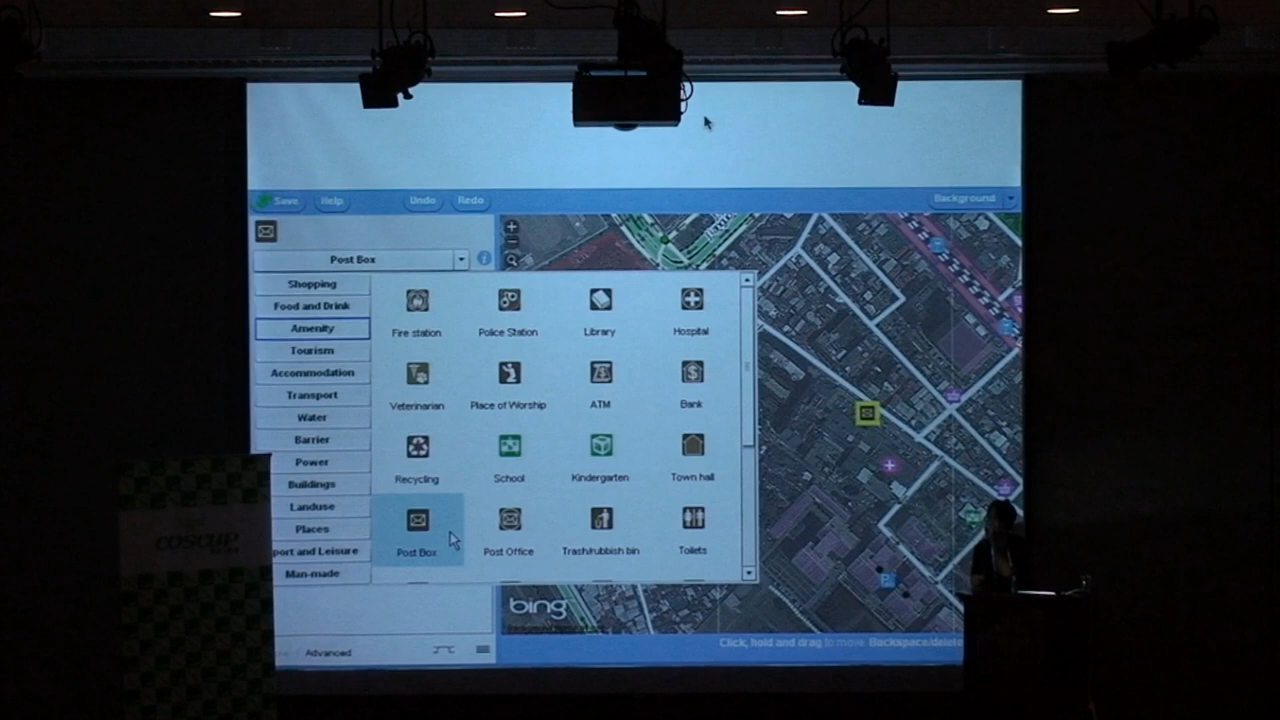 Save Help Undo Redo Background
Post Box
Shopping
Food and Drink
Amenity
Tourism
Accommodation
Transport
Water
Barrier
Power
Buildings
Landuse
Places
port and Leisure
Man-made
Fire station Police Station Library Hospital
Veterinarian Place of Worship ATM Bank
Recycling School Kindergarten Town hall
Post Box Post Office Trash/rubbish bin Toilets
bing
Click, hold and drag to move. Backspace/delete
Advanced
COSCUP